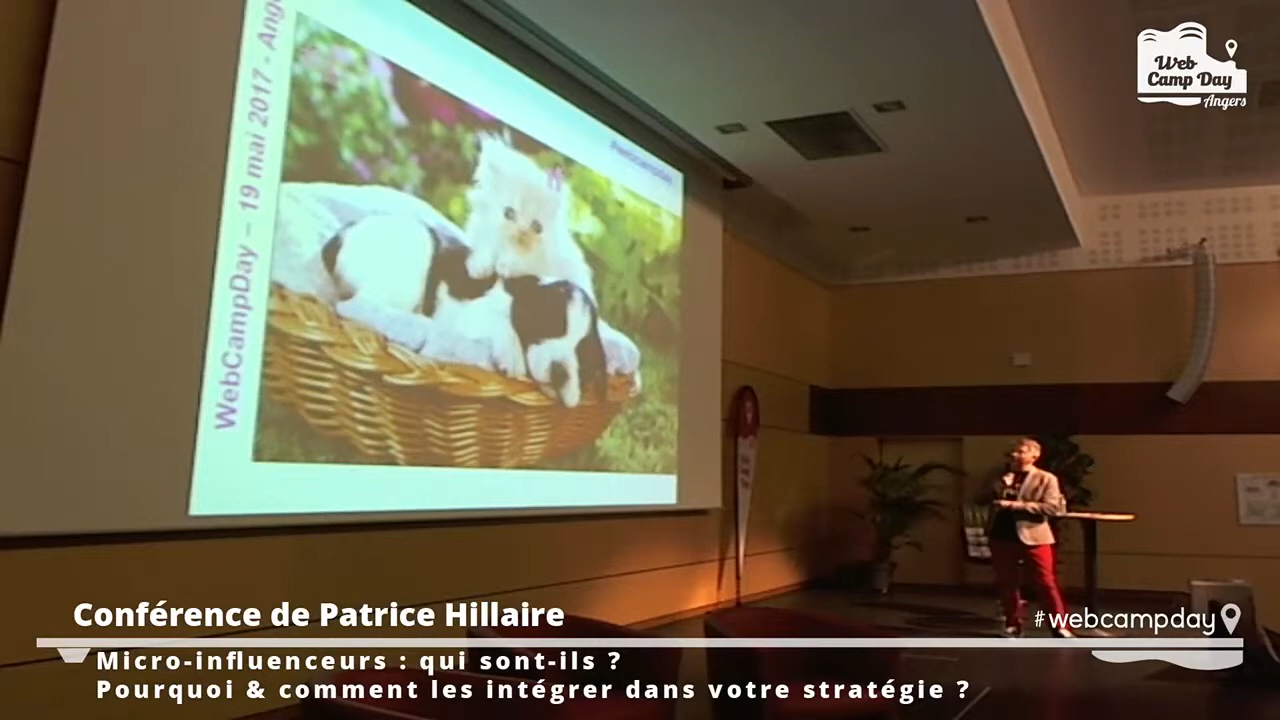 WebCampDay – 19 mai 2017 - Ang
Web
Camp Day
Angers
Conférence de Patrice Hillaire
#webcampday
Micro-influenceurs : qui sont-ils ?
Pourquoi & comment les intégrer dans votre stratégie ?